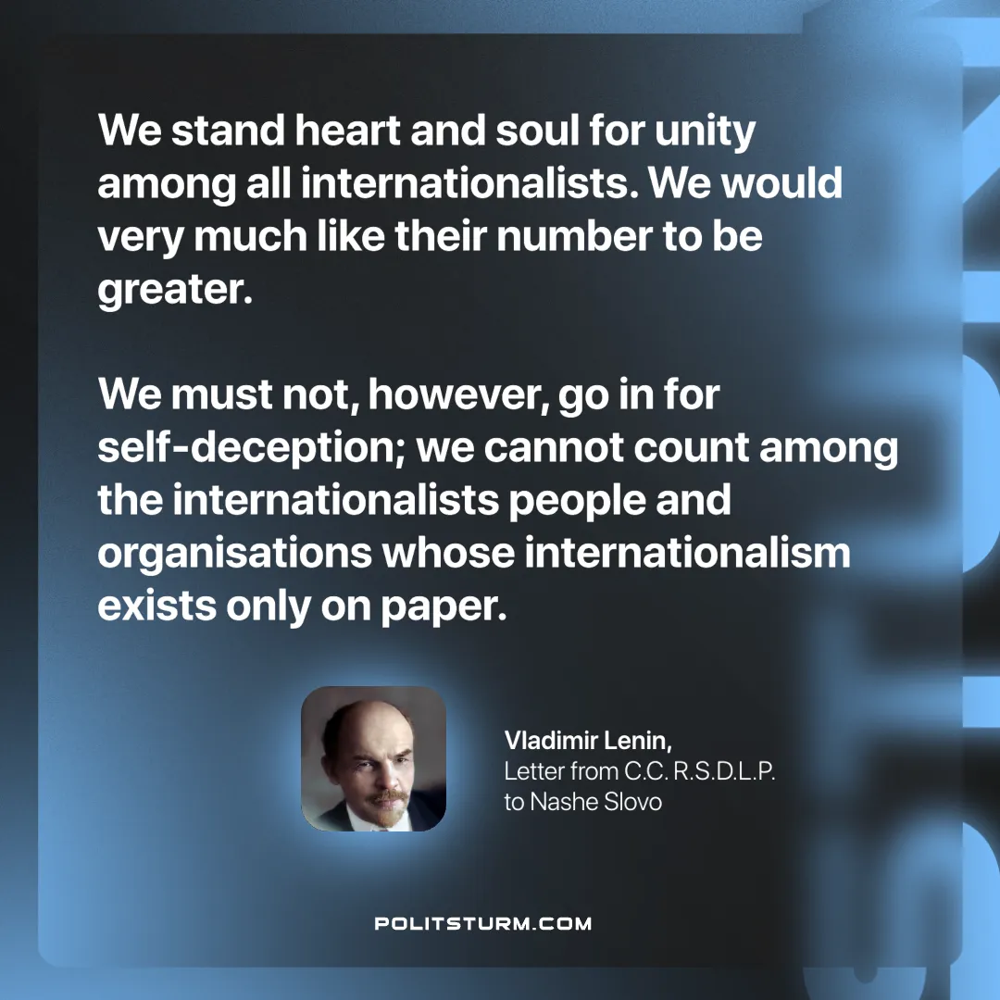 We stand heart and soul for unity
among all internationalists. We would
very much like their number to be
greater.
We must not, however, go in for
self-deception; we cannot count among
the internationalists people and
organisations whose internationalism
exists only on paper.
Vladimir Lenin,
Letter from C.C. R.S.D.L.P.
to Nashe Slovo
POLITSTURM.COM